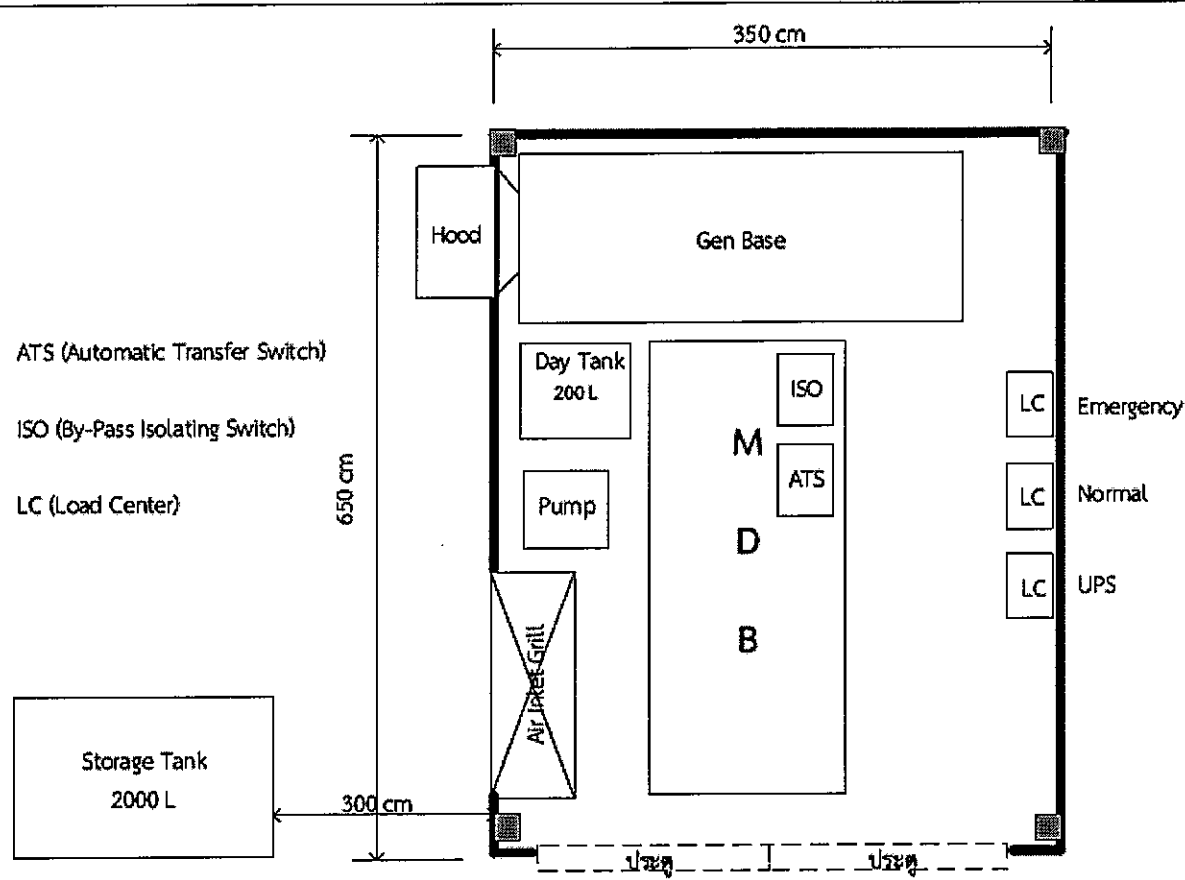 350 cm
Hood
Gen Base
ATS (Automatic Transfer Switch)
ISO (By-Pass Isolating Switch)
LC (Load Center)
650 cm
Day Tank
200 L
Pump
M
D
B
ISO
ATS
LC
Emergency
LC
Normal
LC
UPS
Air Inlet Grill
Storage Tank
2000 L
300 cm
ประตู
ประตู